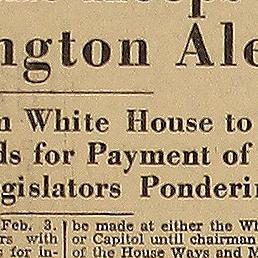 ngton Ale
n White House to
ds for Payment of
gislators Ponderin
Feb. 3. be made at either the Wh
rs with or Capitol until chairman
s for in- of the House Ways and M